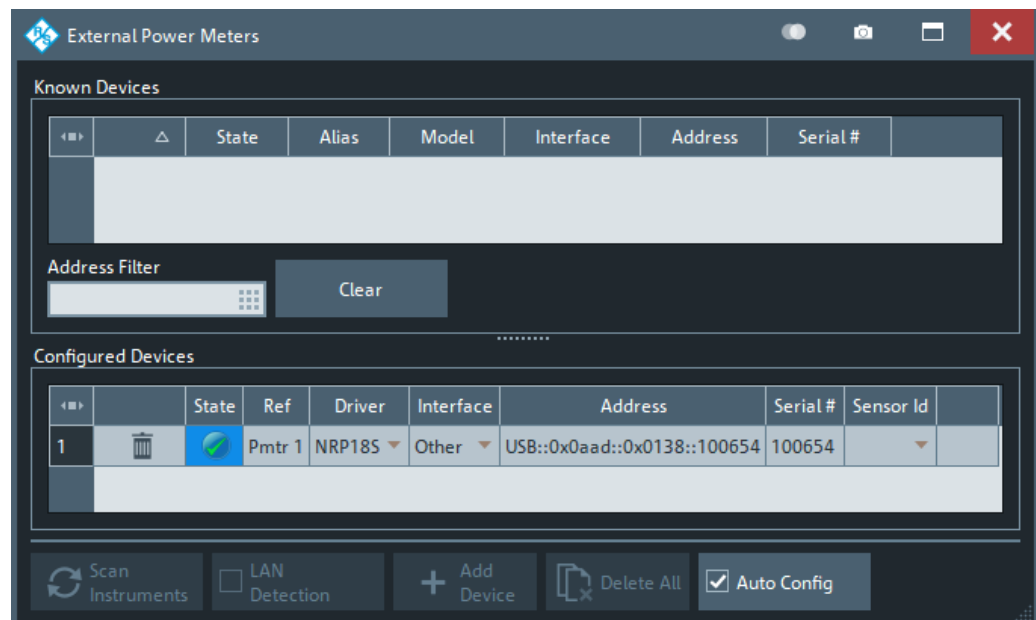 R S External Power Meters
Known Devices
State Alias Model Interface Address Serial #
Address Filter
Clear
Configured Devices
State Ref Driver Interface Address Serial # Sensor Id
1 Pmtr 1 NRP18S Other USB::0x0aad::0x0138::100654 100654
Scan
Instruments
LAN
Detection
Add
Device
Delete All
Auto Config